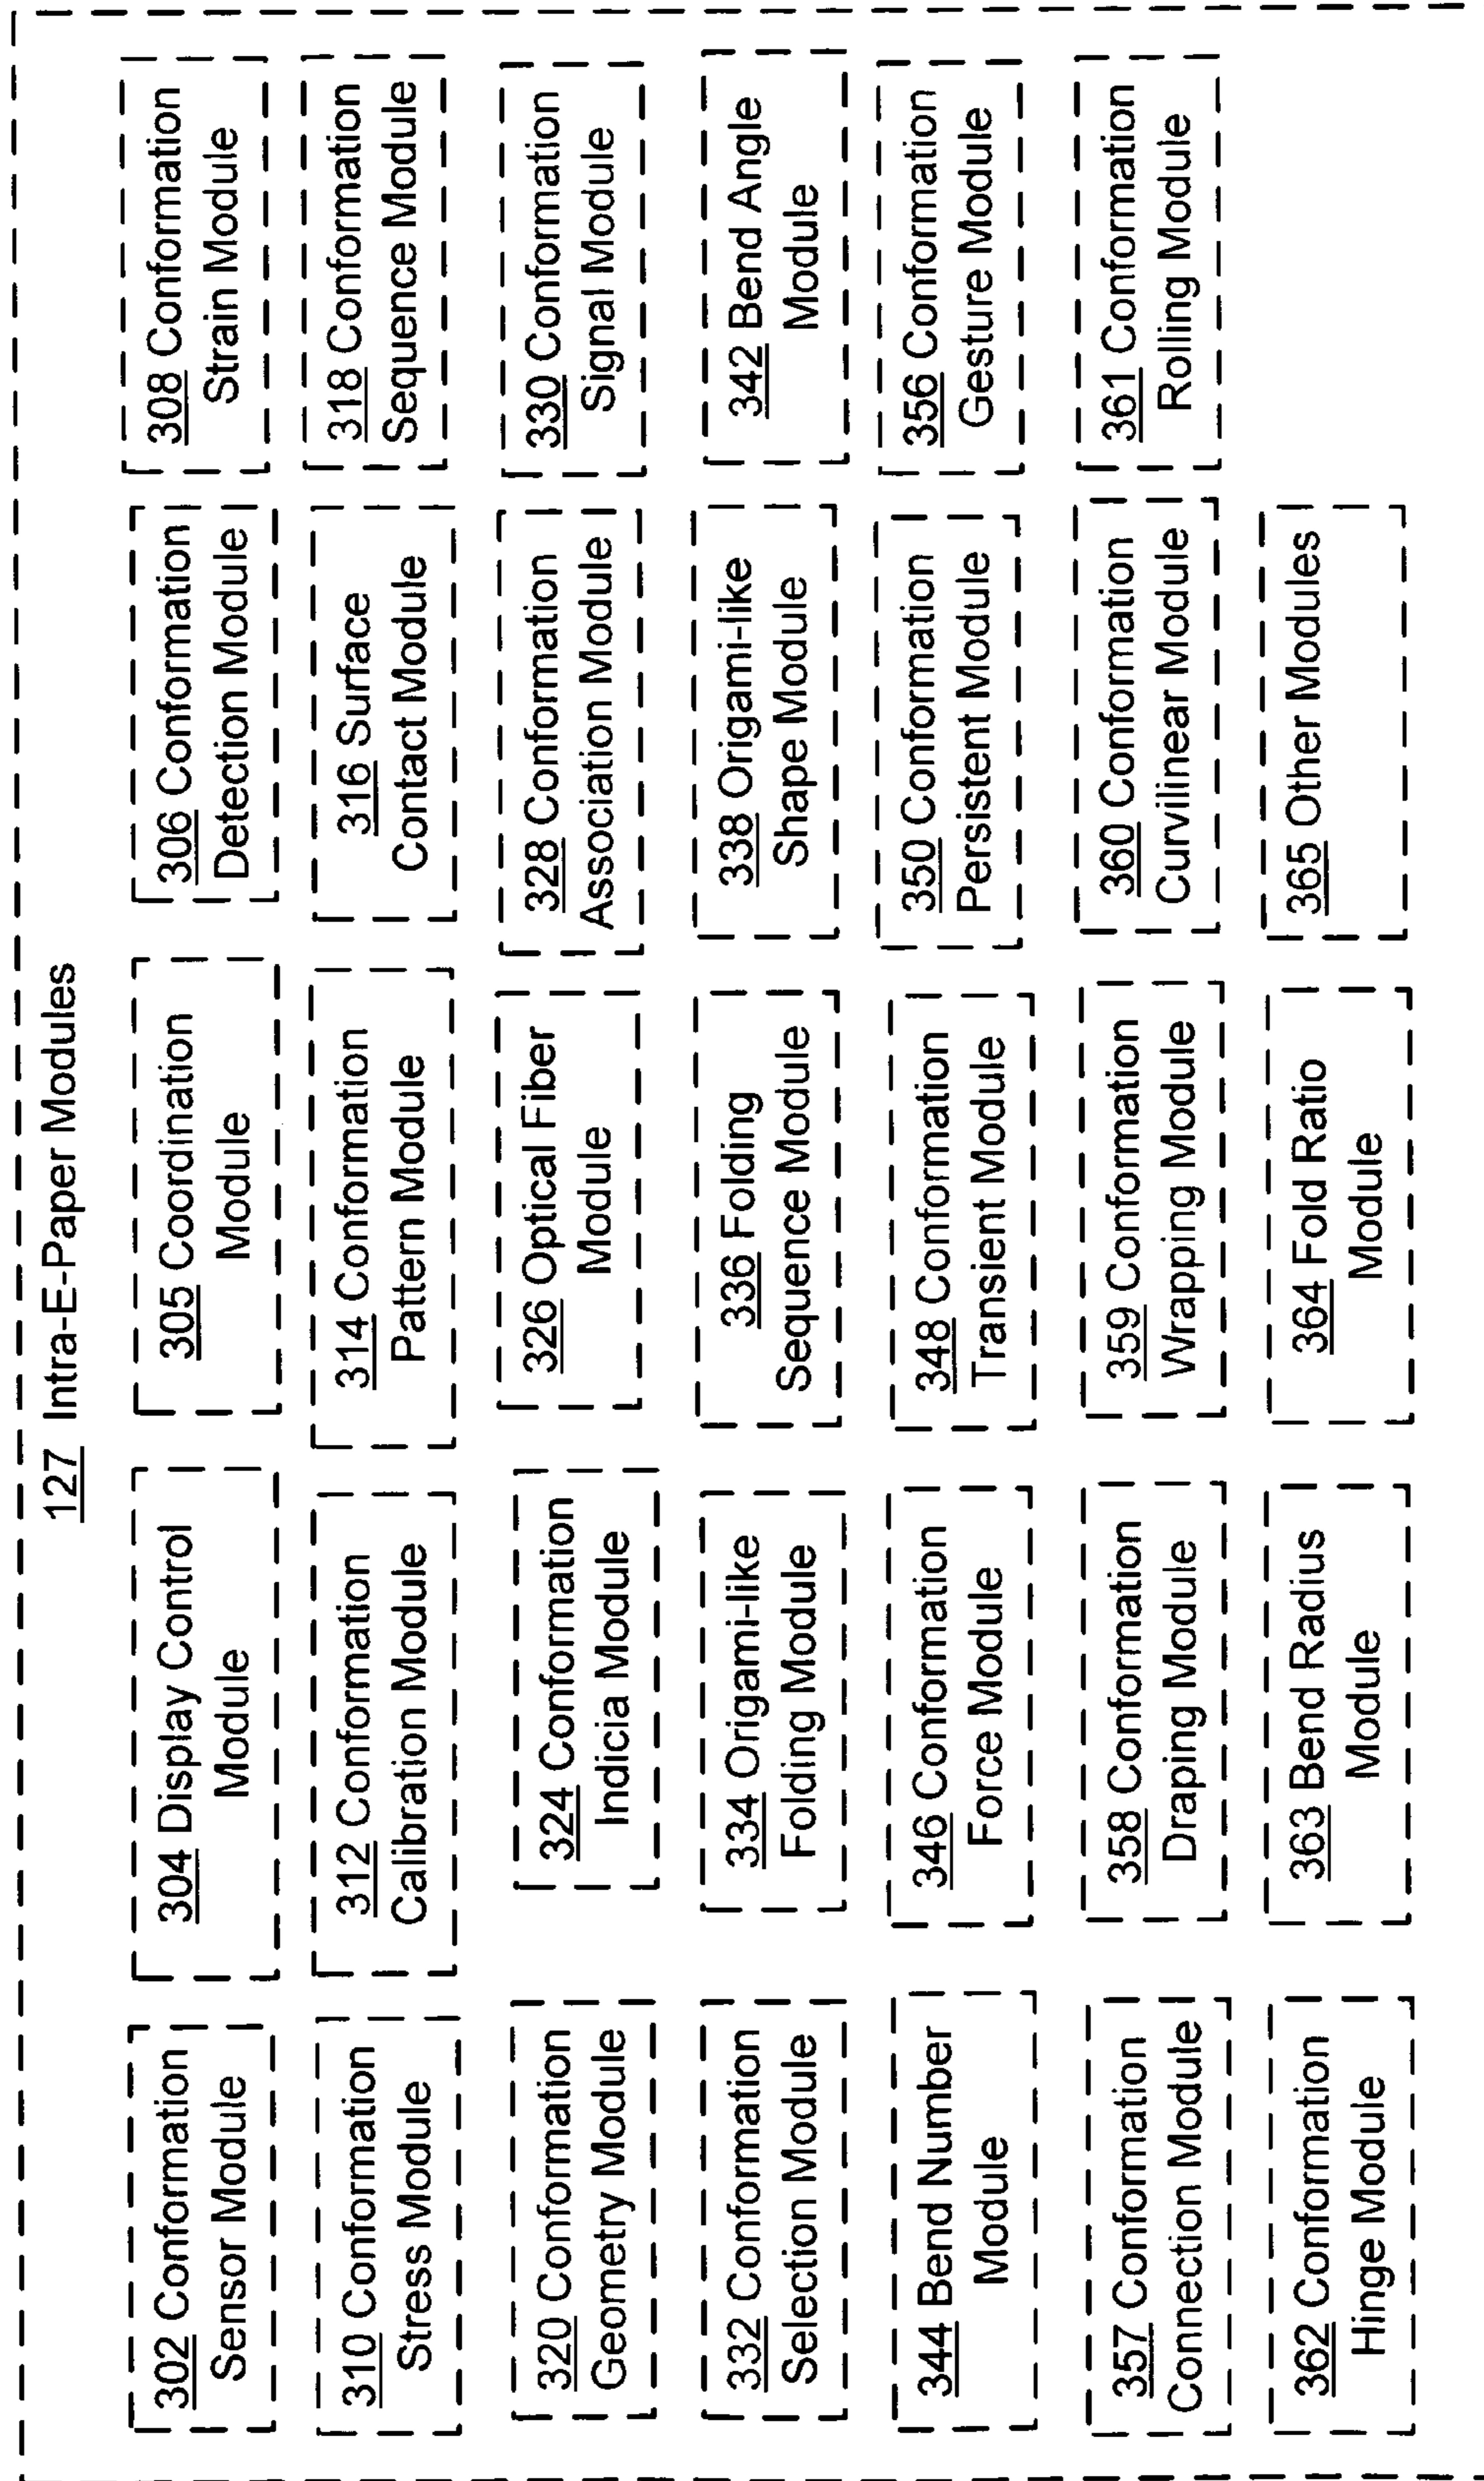 127 Intra-E-Paper Modules
302 Conformation
Sensor Module
304 Display Control
Module
305 Coordination
Module
306 Conformation
Detection Module
308 Conformation
Strain Module
310 Conformation
Stress Module
312 Conformation
Calibration Module
314 Conformation
Pattern Module
316 Surface
Contact Module
318 Conformation
Sequence Module
320 Conformation
Geometry Module
324 Conformation
Indicia Module
326 Optical Fiber
Module
328 Conformation
Association Module
330 Conformation
Signal Module
332 Conformation
Selection Module
334 Origami-like
Folding Module
336 Folding
Sequence Module
338 Origami-like
Shape Module
342 Bend Angle
Module
344 Bend Number
Module
346 Conformation
Force Module
348 Conformation
Transient Module
350 Conformation
Persistent Module
356 Conformation
Gesture Module
357 Conformation
Connection Module
358 Conformation
Draping Module
359 Conformation
Wrapping Module
360 Conformation
Curvilinear Module
361 Conformation
Rolling Module
362 Conformation
Hinge Module
363 Bend Radius
Module
364 Fold Ratio
Module
365 Other Modules